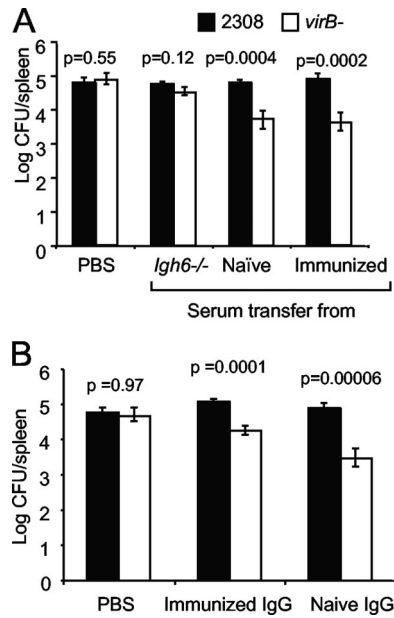 A
2308 virB-
p=0.55 p=0.12 p=0.0004 p=0.0002
Log CFU/spleen
6
5
4
3
2
1
0
PBS Igh6-/- Naïve Immunized
Serum transfer from
B
p =0.97 p =0.0001 p=0.00006
Log CFU/spleen
6
5
4
3
2
1
0
PBS Immunized IgG Naive IgG